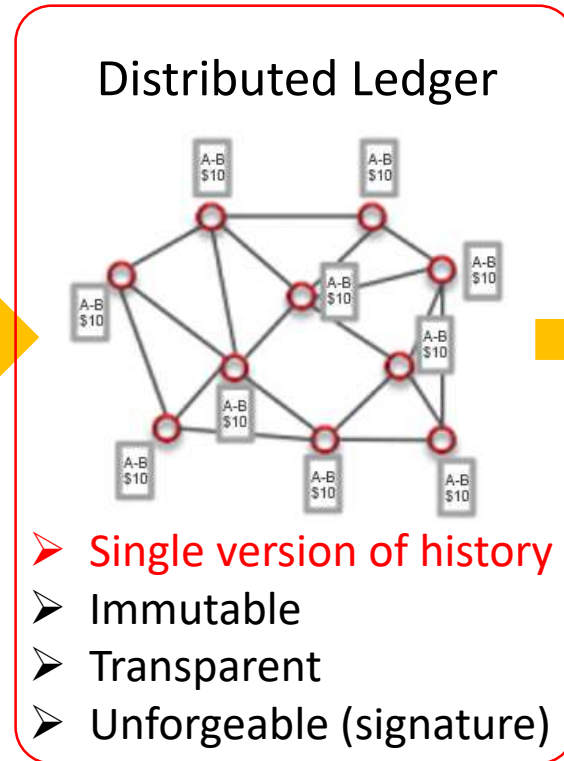 Distributed Ledger
A-B
$10
A-B
$10
A-B
$10
A-B
$10
A-B
$10
A-B
$10
A-B
$10
A-B
$10
A-B
$10
A-B
$10
➢ Single version of history
➢ Immutable
➢ Transparent
➢ Unforgeable (signature)